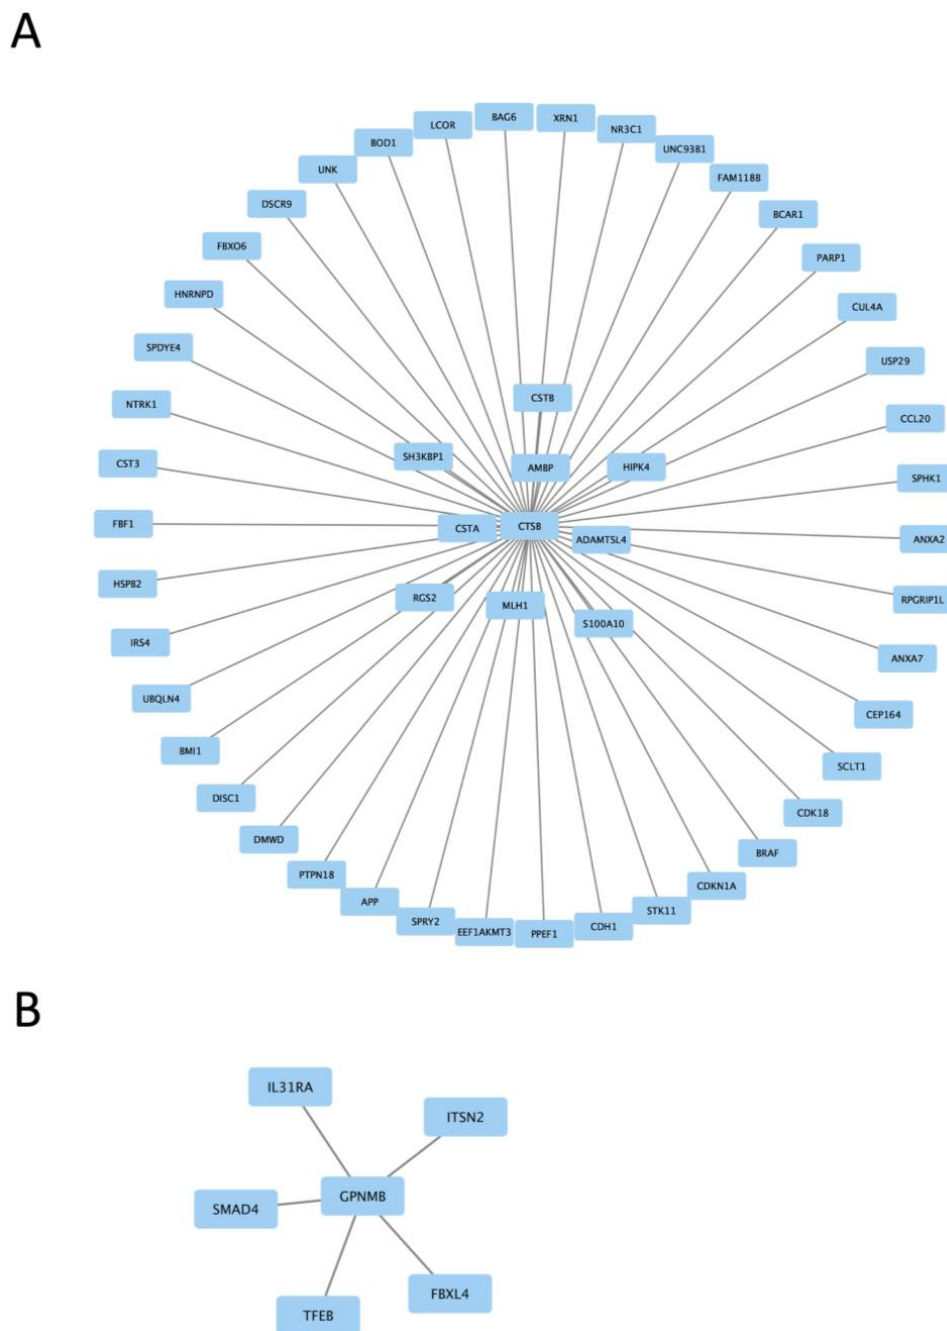 A
BAG6
XRN1
LCOR
NR3C1
BOD1
UNC93B1
UNK
FAM118B
DSCR9
BCAR1
FBXO6
PARP1
HNRNPD
CUL4A
SPDYE4
USP29
NTRK1
CSTB
CCL20
CST3
SH3KBP1
AMBP
HIPK4
SPHK1
FBF1
CSTA
CTSB
ADAMTSL4
ANXA2
HSPB2
RGS2
MLH1
S100A10
RPGRIP1L
IRS4
ANXA7
UBQLN4
CEP164
BMI1
SCLT1
DISC1
CDK18
DMWD
BRAF
PTPN18
CDKN1A
APP
STK11
SPRY2
EEF1AKMT3
PPEF1
CDH1
B
IL31RA
ITSN2
GPNMB
SMAD4
FBXL4
TFEB